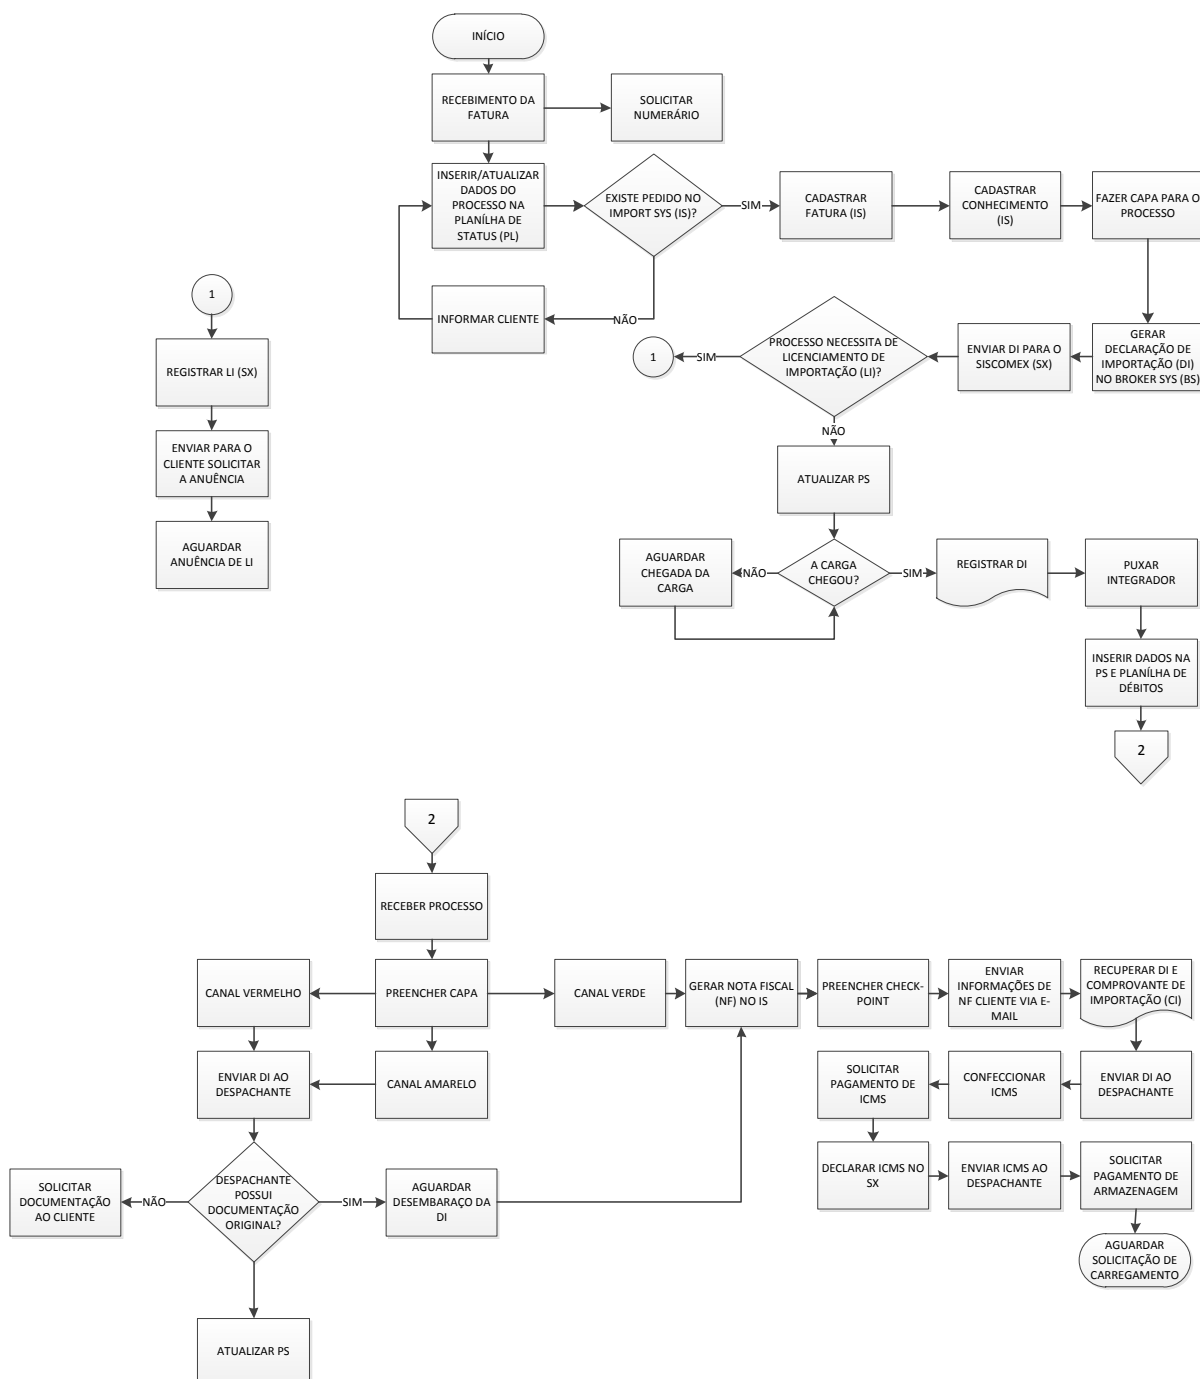 INÍCIO
RECEBIMENTO DA
FATURA
SOLICITAR
NUMERÁRIO
INSERIR/ATUALIZAR
DADOS DO
PROCESSO NA
PLANÍLHA DE
STATUS (PL)
EXISTE PEDIDO NO
IMPORT SYS (IS)?
SIM
CADASTRAR
FATURA (IS)
CADASTRAR
CONHECIMENTO
(IS)
FAZER CAPA PARA O
PROCESSO
INFORMAR CLIENTE
NÃO
1
REGISTRAR LI (SX)
ENVIAR PARA O
CLIENTE SOLICITAR
A ANUÊNCIA
AGUARDAR
ANUÊNCIA DE LI
1
SIM
PROCESSO NECESSITA DE
LICENCIAMENTO DE
IMPORTAÇÃO (LI)?
ENVIAR DI PARA O
SISCOMEX (SX)
GERAR
DECLARAÇÃO DE
IMPORTAÇÃO (DI)
NO BROKER SYS (BS)
NÃO
ATUALIZAR PS
AGUARDAR
CHEGADA DA
CARGA
NÃO
A CARGA
CHEGOU?
SIM
REGISTRAR DI
PUXAR
INTEGRADOR
INSERIR DADOS NA
PS E PLANÍLHA DE
DÉBITOS
2
2
RECEBER PROCESSO
CANAL VERMELHO
PREENCHER CAPA
CANAL VERDE
GERAR NOTA FISCAL
(NF) NO IS
PREENCHER CHECK-
POINT
ENVIAR
INFORMAÇÕES DE
NF CLIENTE VIA E-
MAIL
RECUPERAR DI E
COMPROVANTE DE
IMPORTAÇÃO (CI)
ENVIAR DI AO
DESPACHANTE
CANAL AMARELO
SOLICITAR
PAGAMENTO DE
ICMS
CONFECCIONAR
ICMS
ENVIAR DI AO
DESPACHANTE
SOLICITAR
DOCUMENTAÇÃO
AO CLIENTE
NÃO
DESPACHANTE
POSSUI
DOCUMENTAÇÃO
ORIGINAL?
SIM
AGUARDAR
DESEMBARAÇO DA
DI
DECLARAR ICMS NO
SX
ENVIAR ICMS AO
DESPACHANTE
SOLICITAR
PAGAMENTO DE
ARMAZENAGEM
AGUARDAR
SOLICITAÇÃO DE
CARREGAMENTO
ATUALIZAR PS